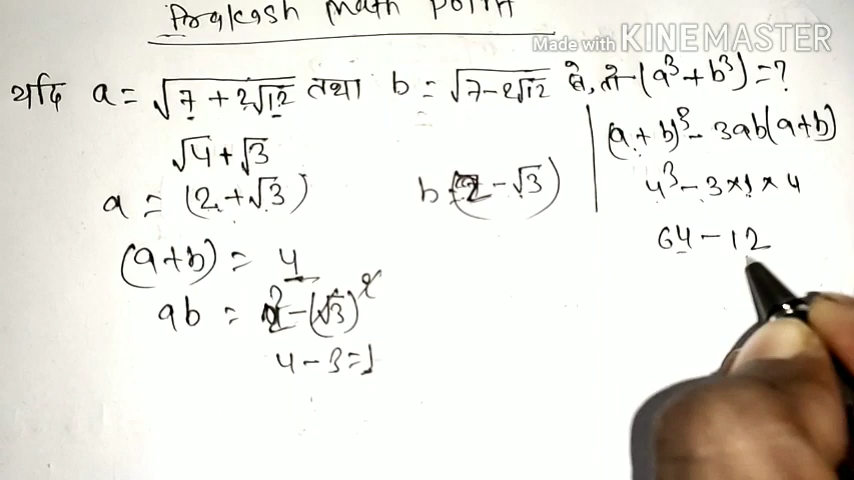 Prakash Math Point
Made with KINEMASTER
यदि a = √(7 + 2√12) तथा b = √(7 - 2√12) हो, तो (a³ + b³) = ?
√4 + √3
a = (2 + √3)
b = (2 - √3)
(a + b) = 4
ab = 2² - (√3)²
4 - 3 = 1
(a + b)³ - 3ab(a + b)
4³ - 3 × 1 × 4
64 - 12